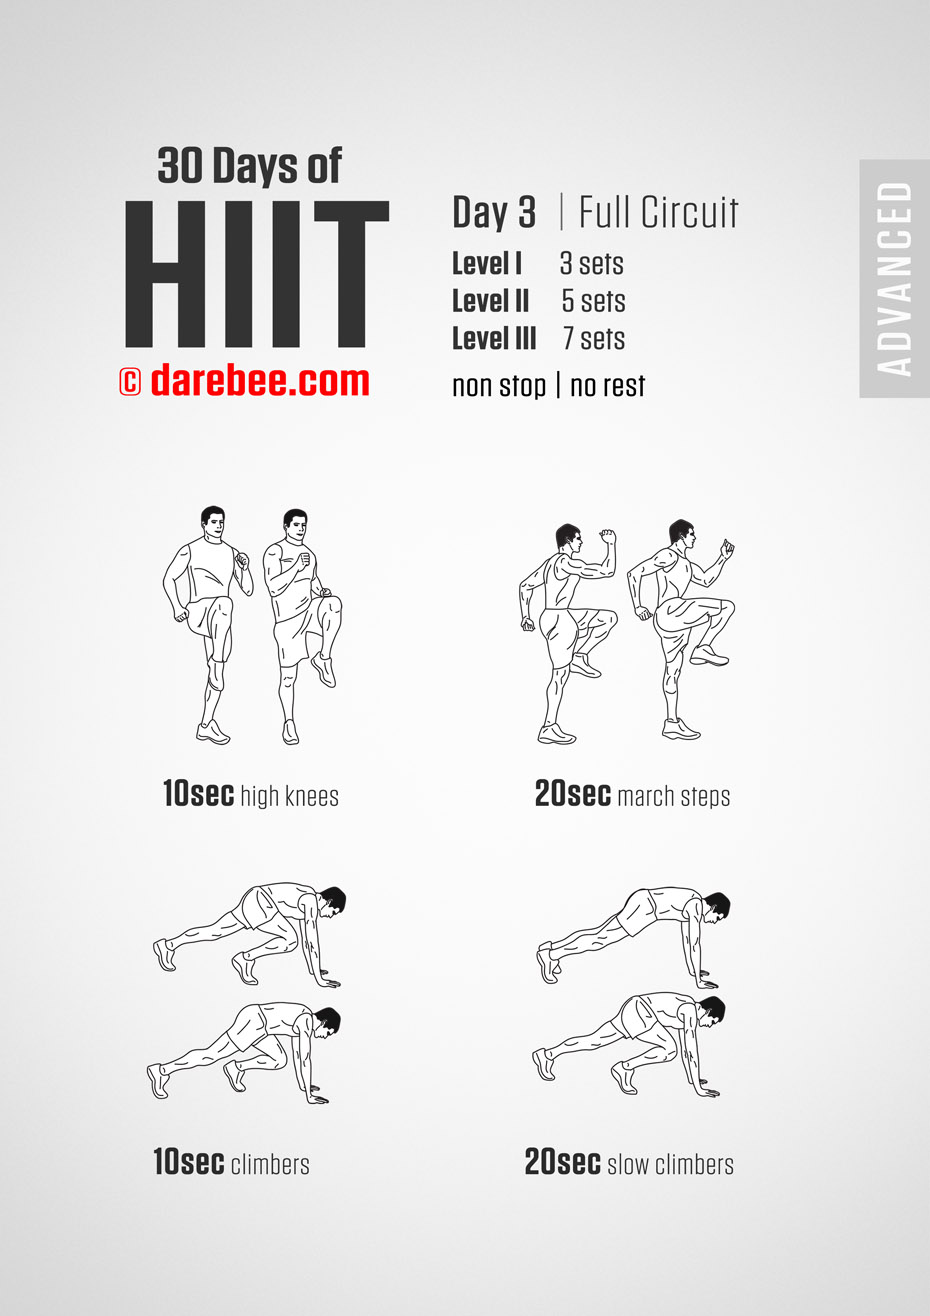 30 Days of
HIIT
© darebee.com
Day 3 | Full Circuit
Level I 3 sets
Level II 5 sets
Level III 7 sets
non stop | no rest
ADVANCED
10sec high knees
20sec march steps
10sec climbers
20sec slow climbers